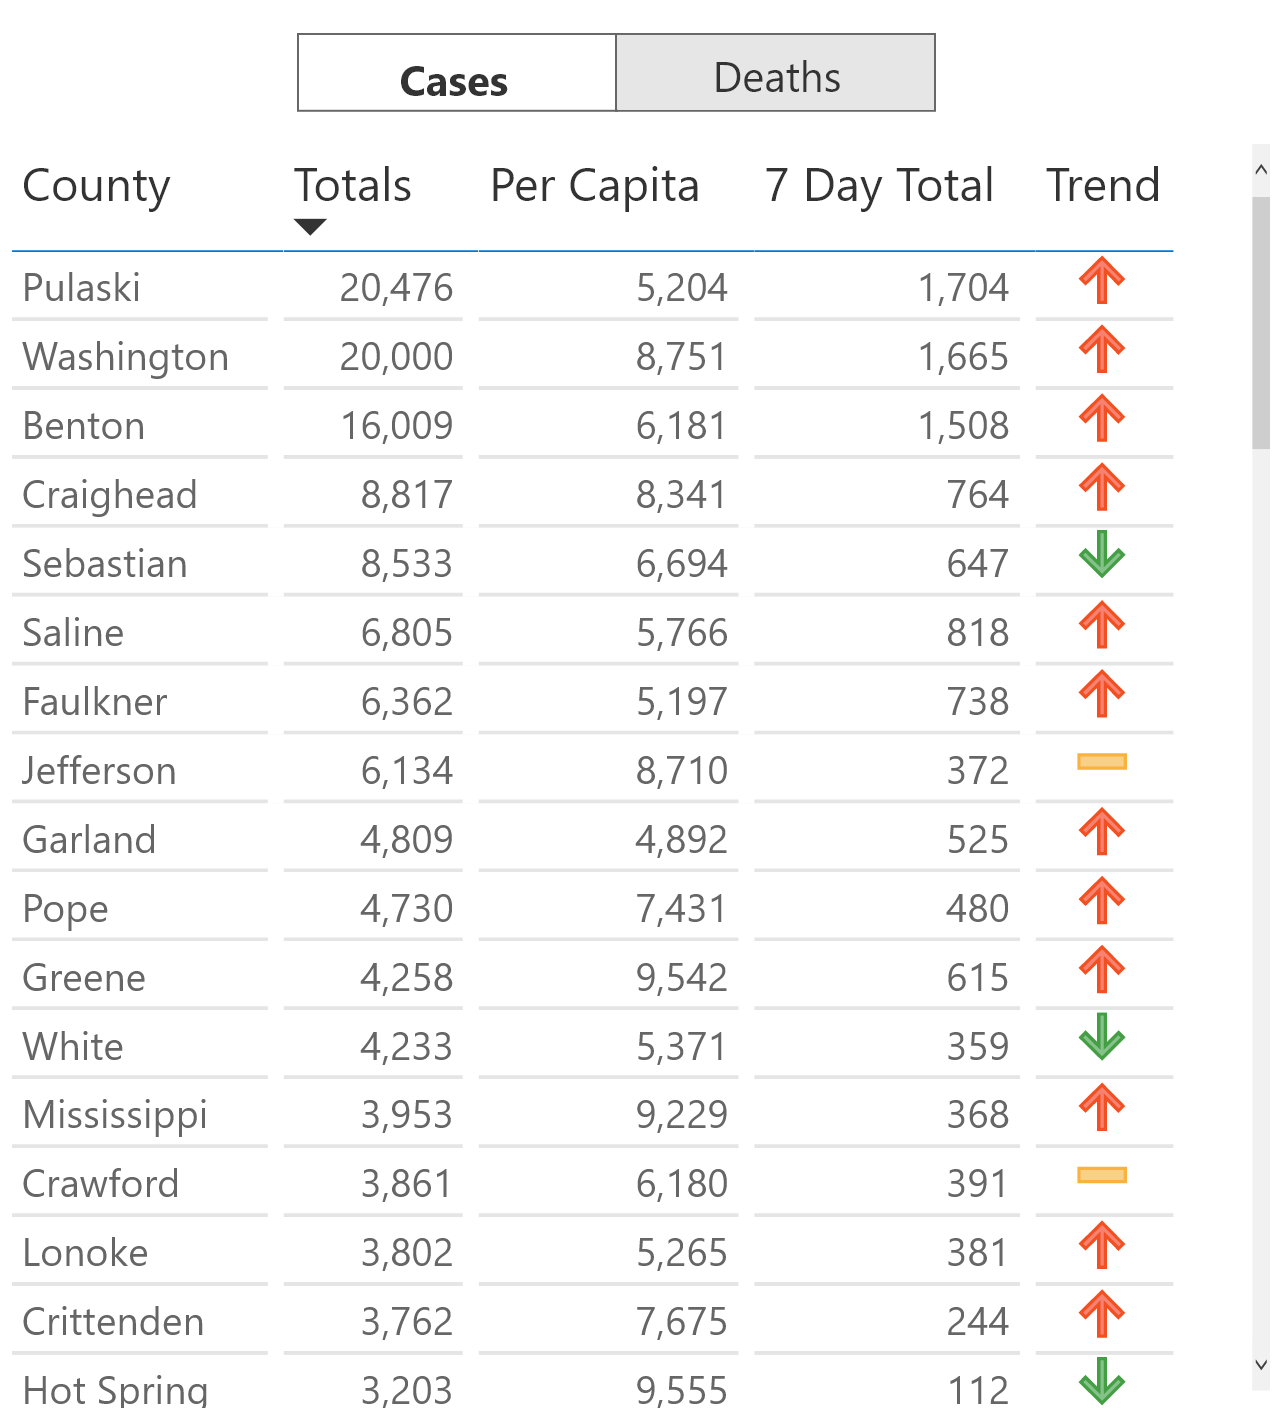 Cases Deaths
County Totals Per Capita 7 Day Total Trend
Pulaski 20,476 5,204 1,704
Washington 20,000 8,751 1,665
Benton 16,009 6,181 1,508
Craighead 8,817 8,341 764
Sebastian 8,533 6,694 647
Saline 6,805 5,766 818
Faulkner 6,362 5,197 738
Jefferson 6,134 8,710 372
Garland 4,809 4,892 525
Pope 4,730 7,431 480
Greene 4,258 9,542 615
White 4,233 5,371 359
Mississippi 3,953 9,229 368
Crawford 3,861 6,180 391
Lonoke 3,802 5,265 381
Crittenden 3,762 7,675 244
Hot Spring 3,203 9,555 112